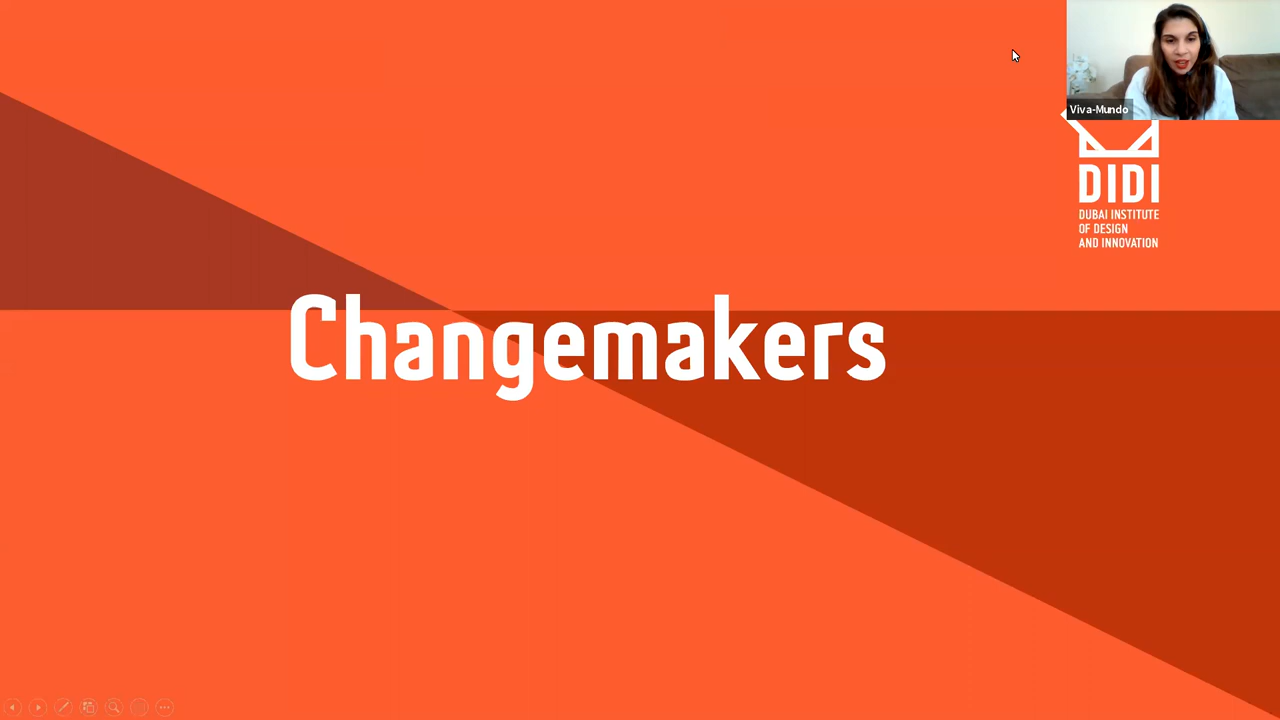 Viva-Mundo
DIDI
DUBAI INSTITUTE
OF DESIGN
AND INNOVATION
Changemakers